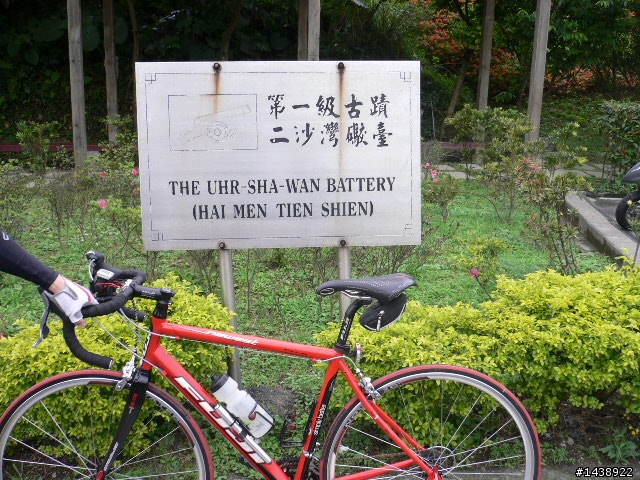 第一級古蹟
二沙灣礮臺
THE UHR-SHA-WAN BATTERY
(HAI MEN TIEN SHIEN)
FUJI
#1438922